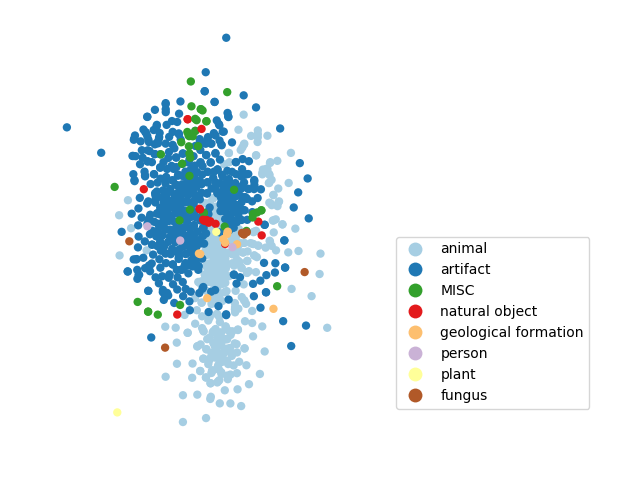 animal
artifact
MISC
natural object
geological formation
person
plant
fungus